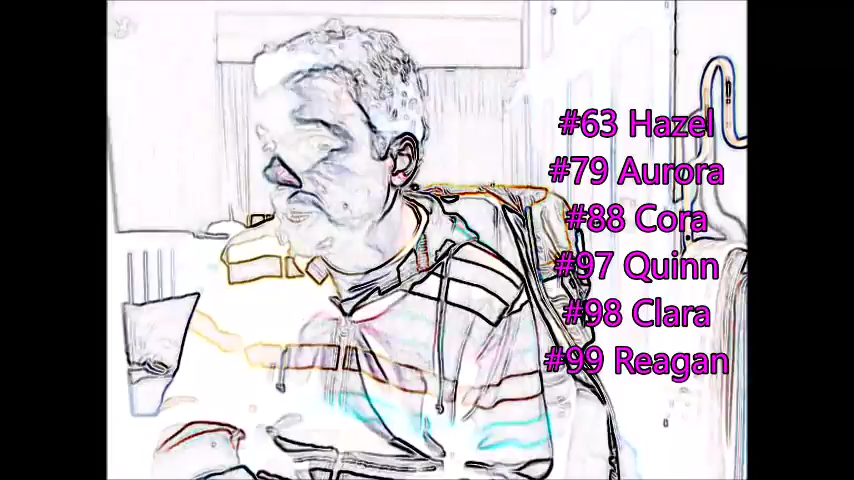 #63 Hazel
#79 Aurora
#88 Cora
#97 Quinn
#98 Clara
#99 Reagan